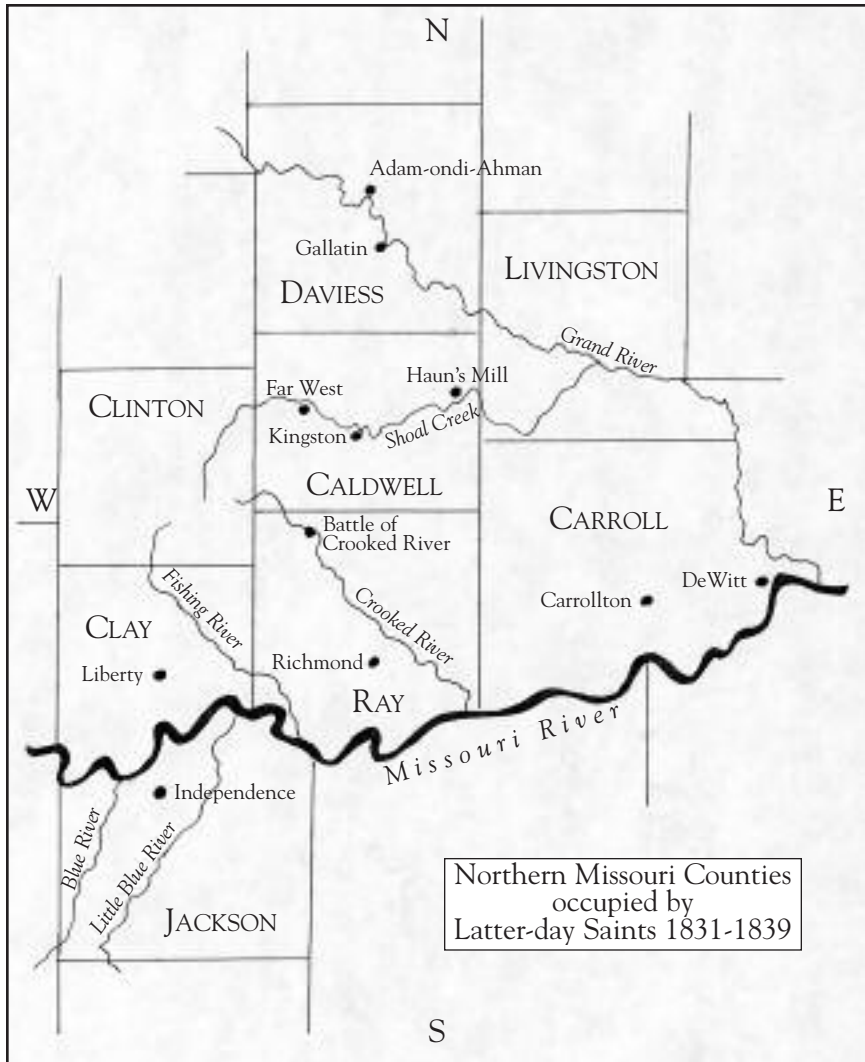 N
Adam-ondi-Ahman
Gallatin
DAVIESS
LIVINGSTON
Grand River
Haun's Mill
Far West
CLINTON
Kingston
Shoal Creek
CALDWELL
W
E
CARROLL
Battle of
Crooked River
Fishing River
Crooked River
DeWitt
Carrollton
CLAY
Liberty
Richmond
RAY
Missouri River
Independence
Blue River
Little Blue River
JACKSON
Northern Missouri Counties
occupied by
Latter-day Saints 1831-1839
S